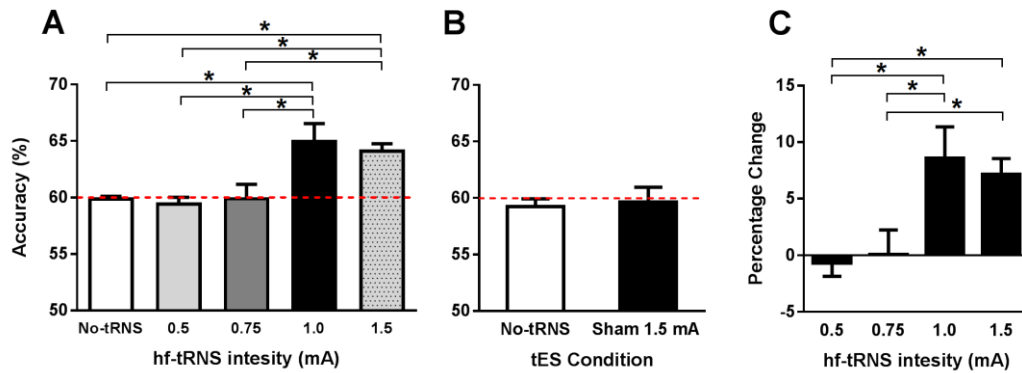 A
*
*
*
*
*
*
Accuracy (%)
70
65
60
55
50
No-tRNS 0.5 0.75 1.0 1.5
hf-tRNS intesity (mA)
B
70
65
60
55
50
No-tRNS Sham 1.5 mA
tES Condition
C
*
*
*
*
Percentage Change
15
10
5
0
-5
0.5 0.75 1.0 1.5
hf-tRNS intesity (mA)